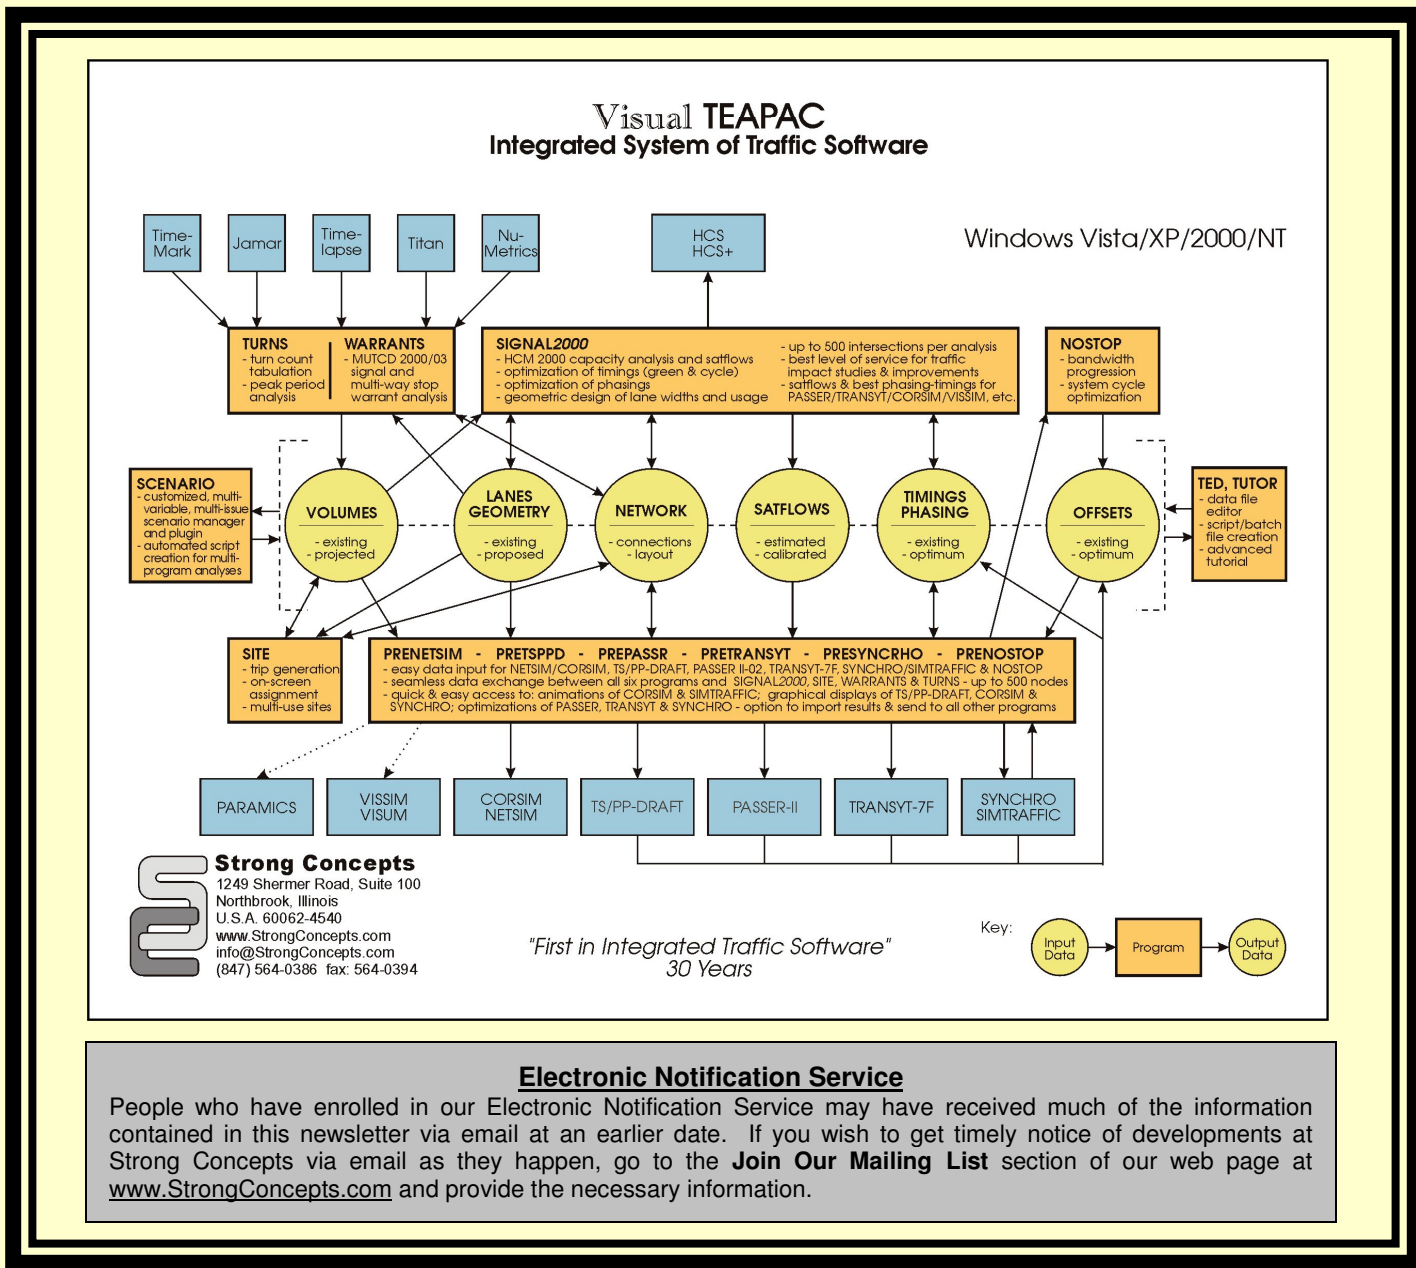 Visual TEAPAC
Integrated System of Traffic Software
Windows Vista/XP/2000/NT
Time-
Mark
Jamar
Time-
lapse
Titan
Nu-
Metrics
HCS
HCS+
TURNS
- turn count
tabulation
- peak period
analysis
WARRANTS
- MUTCD 2000/03
signal and
multi-way stop
warrant analysis
SIGNAL2000
- HCM 2000 capacity analysis and satflows
- optimization of timings (green & cycle)
- optimization of phasings
- geometric design of lane widths and usage
- up to 500 intersections per analysis
- best level of service for traffic
impact studies & improvements
- satflows & best phasing-timings for
PASSER/TRANSYT/CORSIM/VISSIM, etc.
NOSTOP
- bandwidth
progression
- system cycle
optimization
SCENARIO
- customized, multi-
variable, multi-issue
scenario manager
and plugin
- automated script
creation for multi-
program analyses
VOLUMES
- existing
- projected
LANES
GEOMETRY
- existing
- proposed
NETWORK
- connections
- layout
SATFLOWS
- estimated
- calibrated
TIMINGS
PHASING
- existing
- optimum
OFFSETS
- existing
- optimum
TED, TUTOR
- data file
editor
- script/batch
file creation
- advanced
tutorial
SITE
- trip generation
- on-screen
assignment
- multi-use sites
PRENETSIM - PRETSPPD - PREPASSR - PRETRANSYT - PRESYNCRHO - PRENOSTOP
- easy data input for NETSIM/CORSIM, TS/PP-DRAFT, PASSER II-02, TRANSYT-7F, SYNCHRO/SIMTRAFFIC & NOSTOP
- seamless data exchange between all six programs and SIGNAL2000, SITE, WARRANTS & TURNS - up to 500 nodes
- quick & easy access to: animations of CORSIM & SIMTRAFFIC; graphical displays of TS/PP-DRAFT, CORSIM &
SYNCHRO; optimizations of PASSER, TRANSYT & SYNCHRO - option to import results & send to all other programs
PARAMICS
VISSIM
VISUM
CORSIM
NETSIM
TS/PP-DRAFT
PASSER-II
TRANSYT-7F
SYNCHRO
SIMTRAFFIC
Strong Concepts
1249 Shermer Road, Suite 100
Northbrook, Illinois
U.S.A. 60062-4540
www.StrongConcepts.com
info@StrongConcepts.com
(847) 564-0386 fax: 564-0394
"First in Integrated Traffic Software"
30 Years
Key:
Input
Data
Program
Output
Data
Electronic Notification Service
People who have enrolled in our Electronic Notification Service may have received much of the information
contained in this newsletter via email at an earlier date. If you wish to get timely notice of developments at
Strong Concepts via email as they happen, go to the Join Our Mailing List section of our web page at
www.StrongConcepts.com and provide the necessary information.